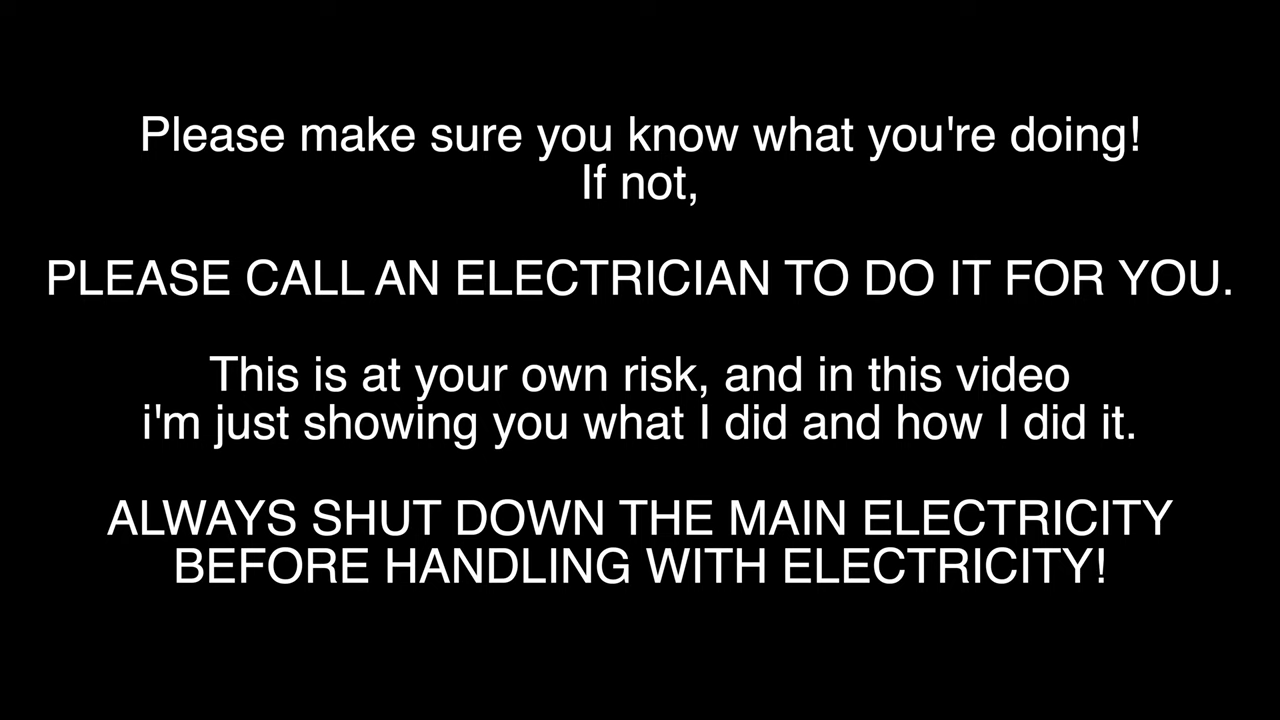 Please make sure you know what you're doing!
If not,
PLEASE CALL AN ELECTRICIAN TO DO IT FOR YOU.
This is at your own risk, and in this video
i'm just showing you what I did and how I did it.
ALWAYS SHUT DOWN THE MAIN ELECTRICITY
BEFORE HANDLING WITH ELECTRICITY!